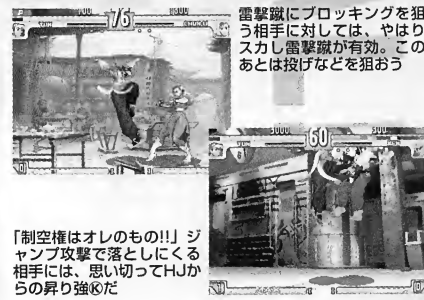 雷撃蹴にブロッキングを狙
う相手に対しては、やはり
スカし雷撃蹴が有効。この
あとは投げなどを狙おう
76
YUN
60
「制空権はオレのもの!!」ジ
ャンプ攻撃で落としにくる
相手には、思い切ってHJか
らの昇り強Ⓚだ